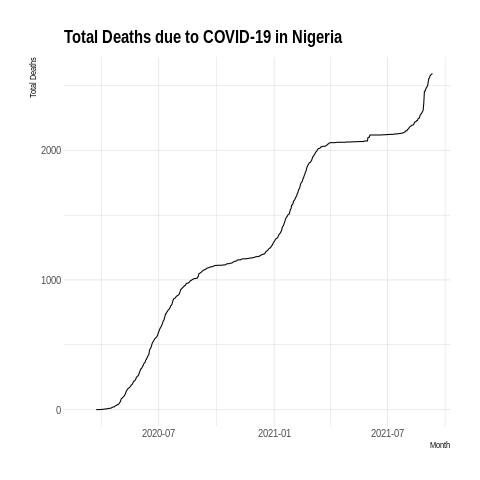 Total Deaths due to COVID-19 in Nigeria
Total Deaths
2000
1000
0
2020-07 2021-01 2021-07
Month